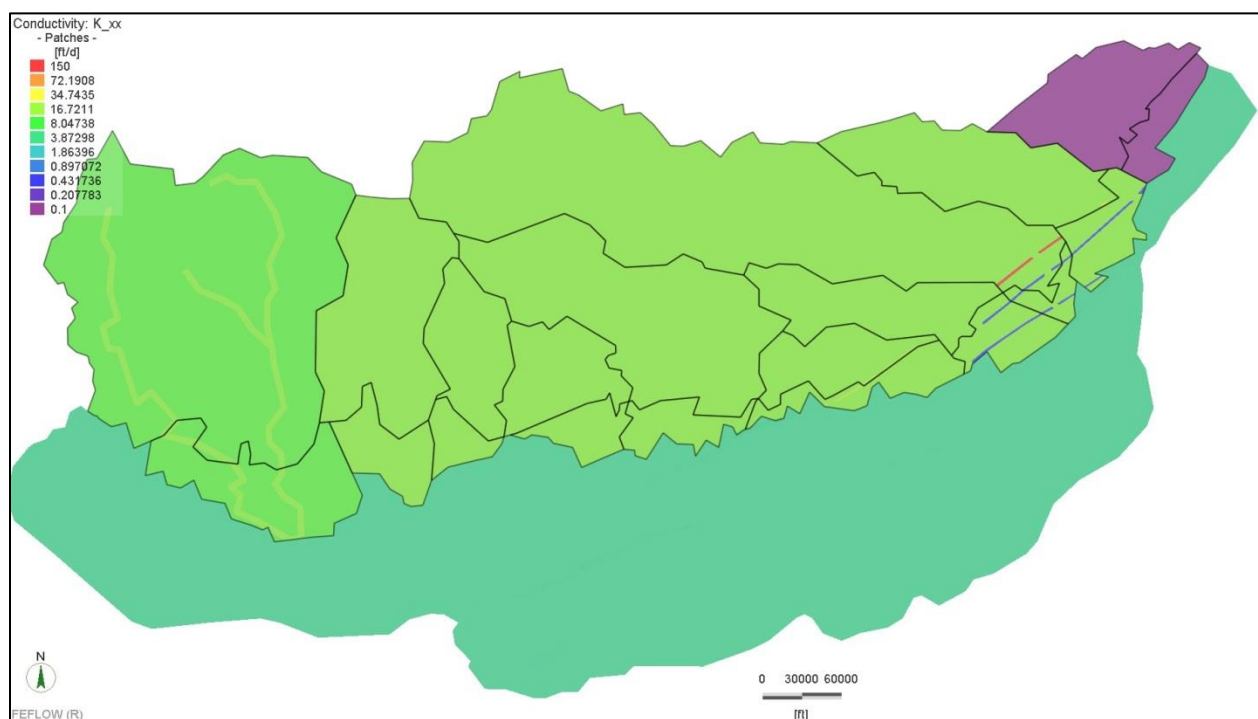 Conductivity: K_xx
- Patches -
[ft/d]
150
72.1908
34.7435
16.7211
8.04738
3.87298
1.86396
0.897072
0.431736
0.207783
0.1
N
0 30000 60000
[ft]
FEFLOW (R)